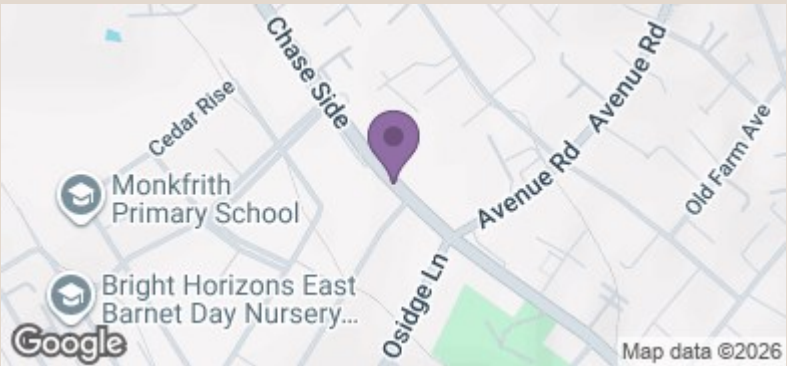 Chase Side
Avenue Rd
Avenue Rd
Cedar Rise
Old Farm Ave
Monkfrith
Primary School
Osidge Ln
Bright Horizons East
Barnet Day Nursery...
Google
Map data ©2026